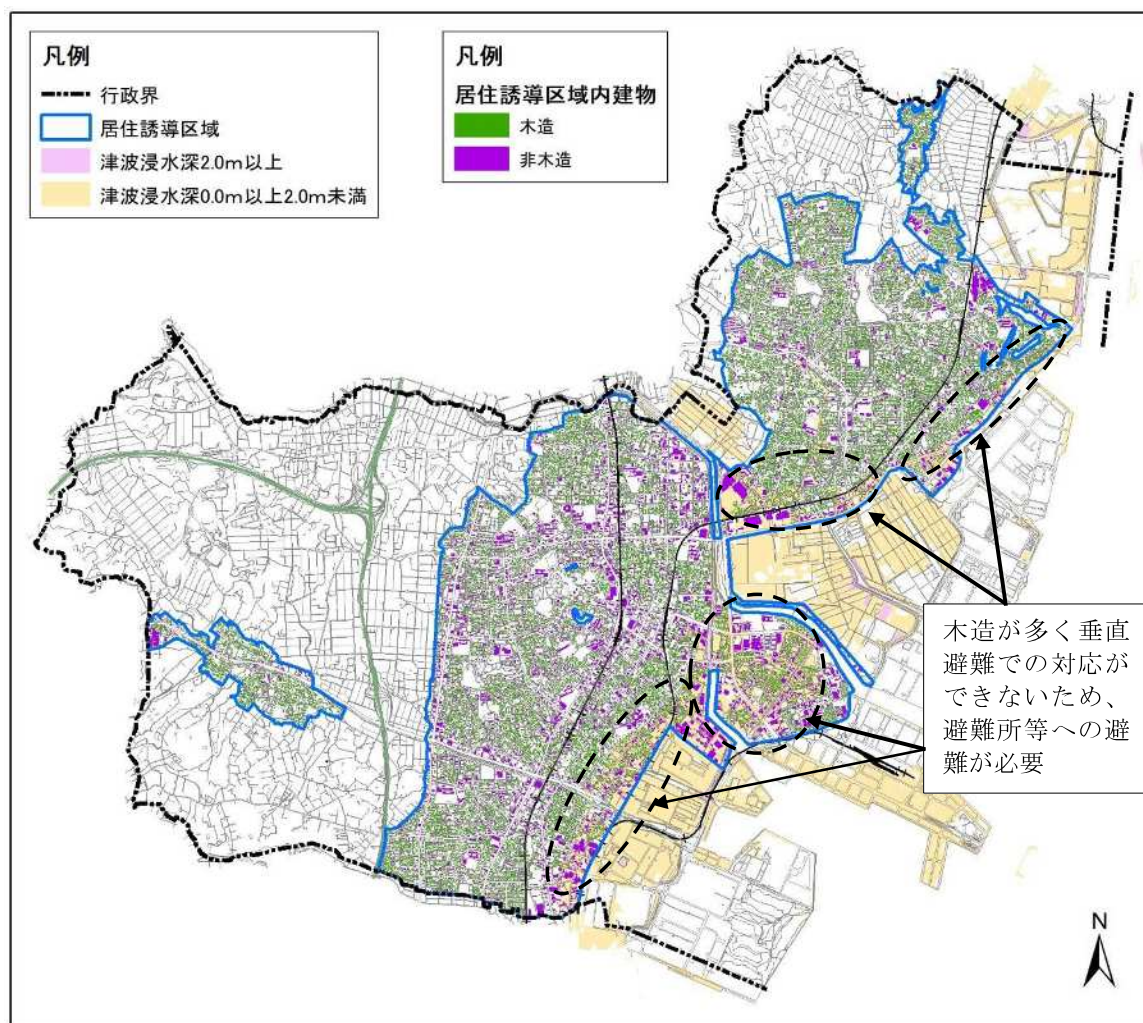 凡例
行政界
居住誘導区域
津波浸水深2.0m以上
津波浸水深0.0m以上2.0m未満
凡例
居住誘導区域内建物
木造
非木造
木造が多く垂直
避難での対応が
できないため、
避難所等への避
難が必要
N